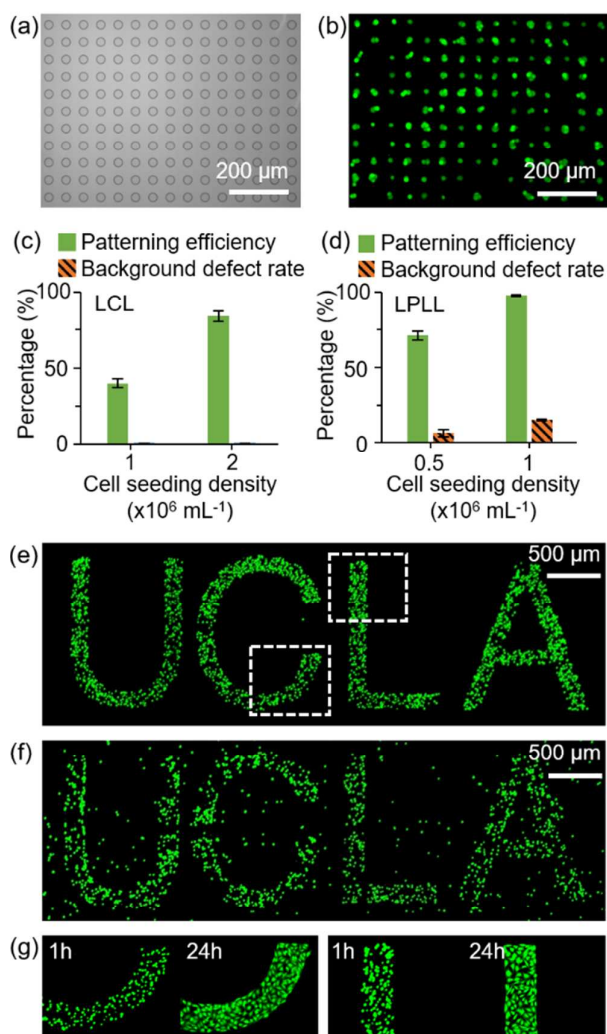 (a)
200 µm
(b)
200 µm
(c)
Patterning efficiency
Background defect rate
Percentage (%)
100
50
0
LCL
1
2
Cell seeding density
(x10⁶ mL⁻¹)
(d)
Patterning efficiency
Background defect rate
Percentage (%)
100
50
0
LPLL
0.5
1
Cell seeding density
(x10⁶ mL⁻¹)
(e)
500 µm
UCLA
(f)
500 µm
UCLA
(g)
1h
24h
1h
24h